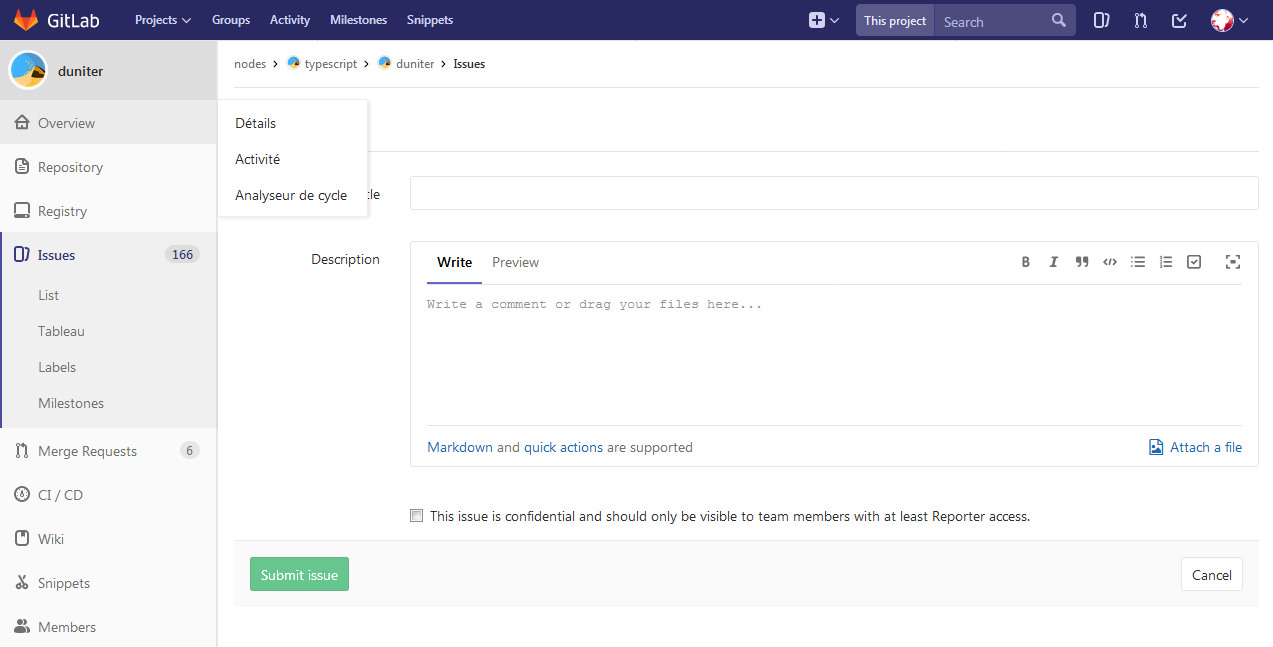 GitLab Projects Groups Activity Milestones Snippets This project Search
duniter
nodes > typescript > duniter > Issues
Overview
Détails
Activité
Analyseur de cycle
Repository
Registry
Issues 166
List
Tableau
Labels
Milestones
Merge Requests 6
CI / CD
Wiki
Snippets
Members
tle
Description
Write Preview
Write a comment or drag your files here...
Markdown and quick actions are supported Attach a file
This issue is confidential and should only be visible to team members with at least Reporter access.
Submit issue Cancel